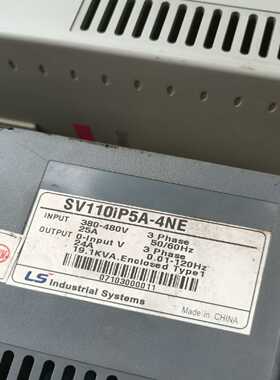 SV110iP5A-4NE
INPUT 380-480V 3 Phase
25A 50/60Hz
OUTPUT 0-Input V 3 Phase
24A 0.01-120Hz
19.1KVA. Enclosed Type1
07103000011
LS Industrial Systems
Made in CHINA